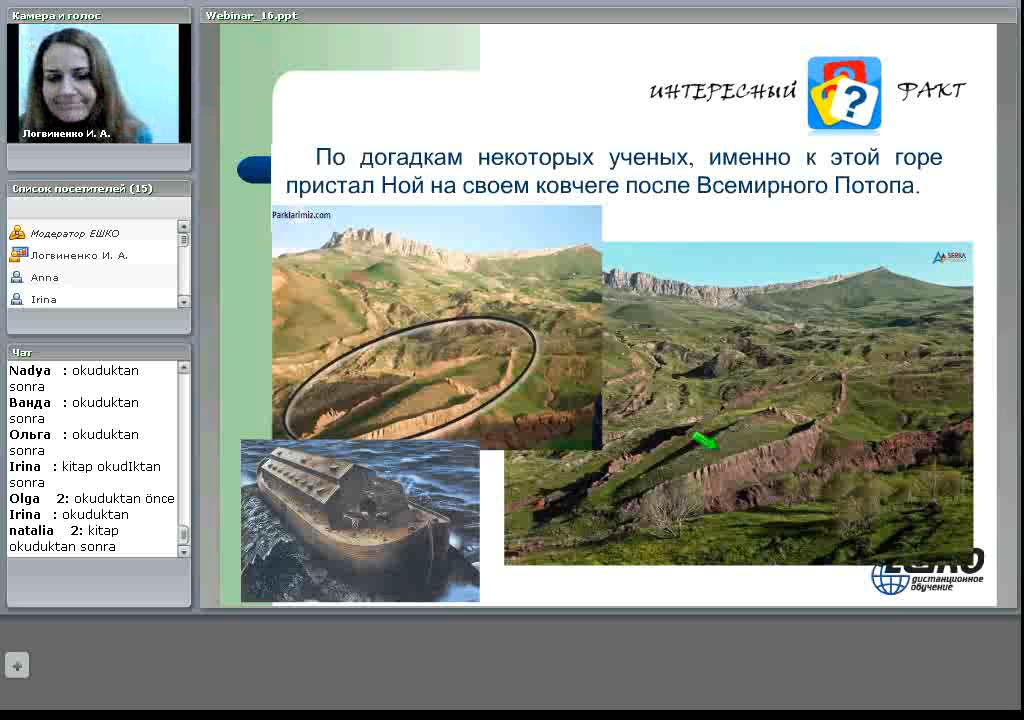 Камера и голос
Логвиненко И. А.
Список посетителей (15)
Модератор ЕШКО
Логвиненко И. А.
Anna
Irina
Чат
Nadya : okuduktan
sonra
Ванда : okuduktan
sonra
Ольга : okuduktan
sonra
Irina : kitap okudIktan
sonra
Olga 2: okuduktan önce
Irina : okuduktan
natalia 2: kitap
okuduktan sonra
Webinar_16.ppt
ИНТЕРЕСНЫЙ ? ФАКТ
По догадкам некоторых ученых, именно к этой горе
пристал Ной на своем ковчеге после Всемирного Потопа.
Parklarimiz.com
SERRA
ЕШКО
дистанционное
обучение